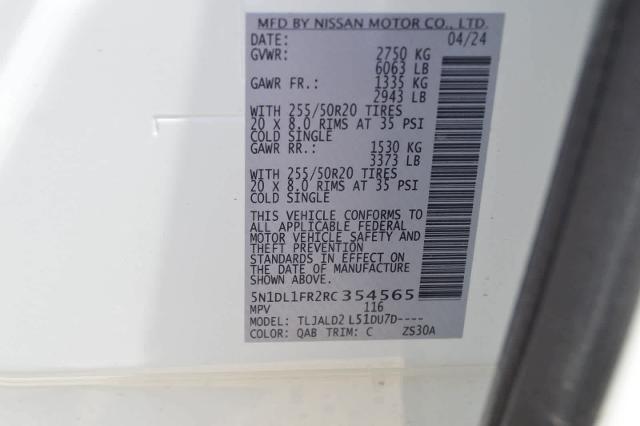 MFD BY NISSAN MOTOR CO., LTD.
DATE: 04/24
GVWR: 2750 KG
6063 LB
GAWR FR.: 1335 KG
2943 LB
WITH 255/50R20 TIRES
20 X 8.0 RIMS AT 35 PSI
COLD SINGLE
GAWR RR.: 1530 KG
3373 LB
WITH 255/50R20 TIRES
20 X 8.0 RIMS AT 35 PSI
COLD SINGLE
THIS VEHICLE CONFORMS TO
ALL APPLICABLE FEDERAL
MOTOR VEHICLE SAFETY AND
THEFT PREVENTION
STANDARDS IN EFFECT ON
THE DATE OF MANUFACTURE
SHOWN ABOVE.
5N1DL1FR2RC354565
MPV 116
MODEL: TLJALD2 L51DU7D----
COLOR: QAB TRIM: C ZS30A